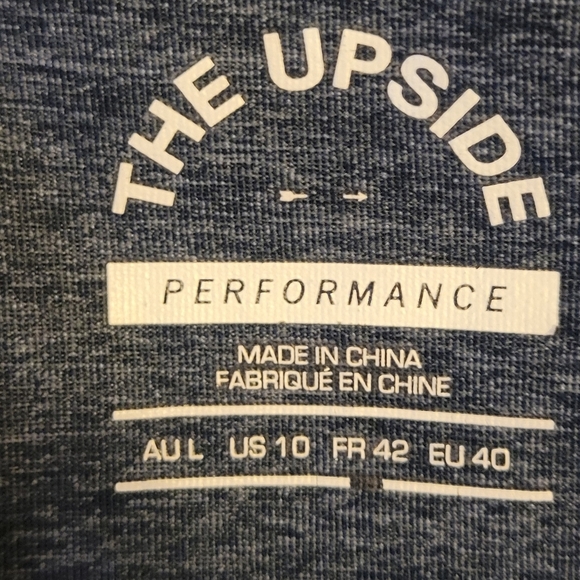 THE UPSIDE
PERFORMANCE
MADE IN CHINA
FABRIQUÉ EN CHINE
AU L US 10 FR 42 EU 40